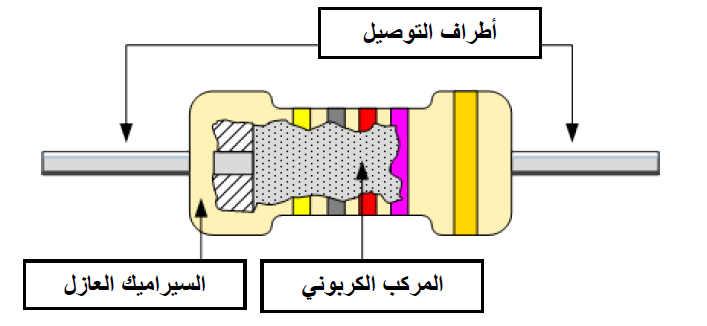 أطراف التوصيل
السيراميك العازل
المركب الكربوني